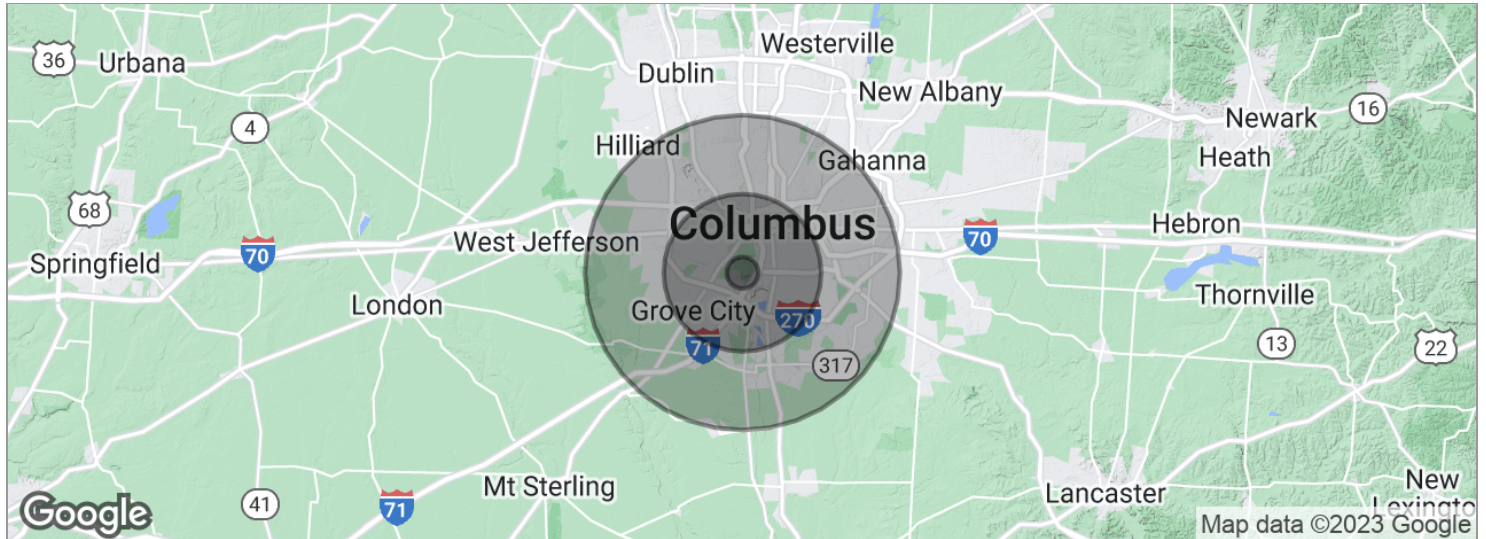 Westerville
36
Urbana
Dublin
New Albany
16
Newark
4
Hilliard
Gahanna
Heath
68
Columbus
Hebron
70
West Jefferson
70
Springfield
London
Grove City
270
Thornville
71
317
13
22
Mt Sterling
Lancaster
New
Lexingto
41
71
Google
Map data ©2023 Google